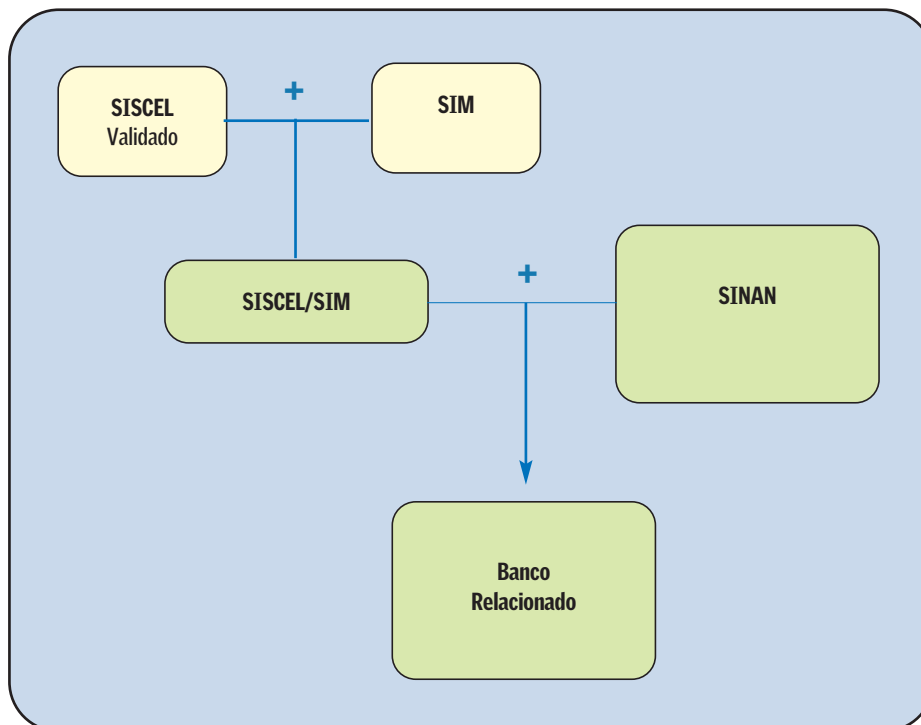 SISCEL
Validado
+
SIM
SISCEL/SIM
+
SINAN
Banco
Relacionado